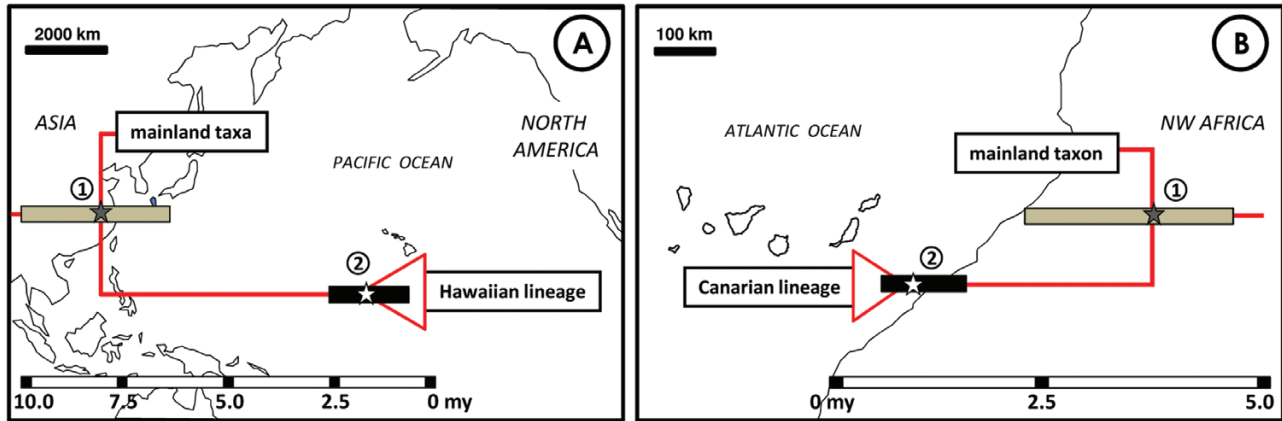 2000 km
A
ASIA
mainland taxa
NORTH
AMERICA
PACIFIC OCEAN
1
2
Hawaiian lineage
10.0 7.5 5.0 2.5 0 my
100 km
B
ATLANTIC OCEAN
NW AFRICA
mainland taxon
1
2
Canarian lineage
0 my 2.5 5.0